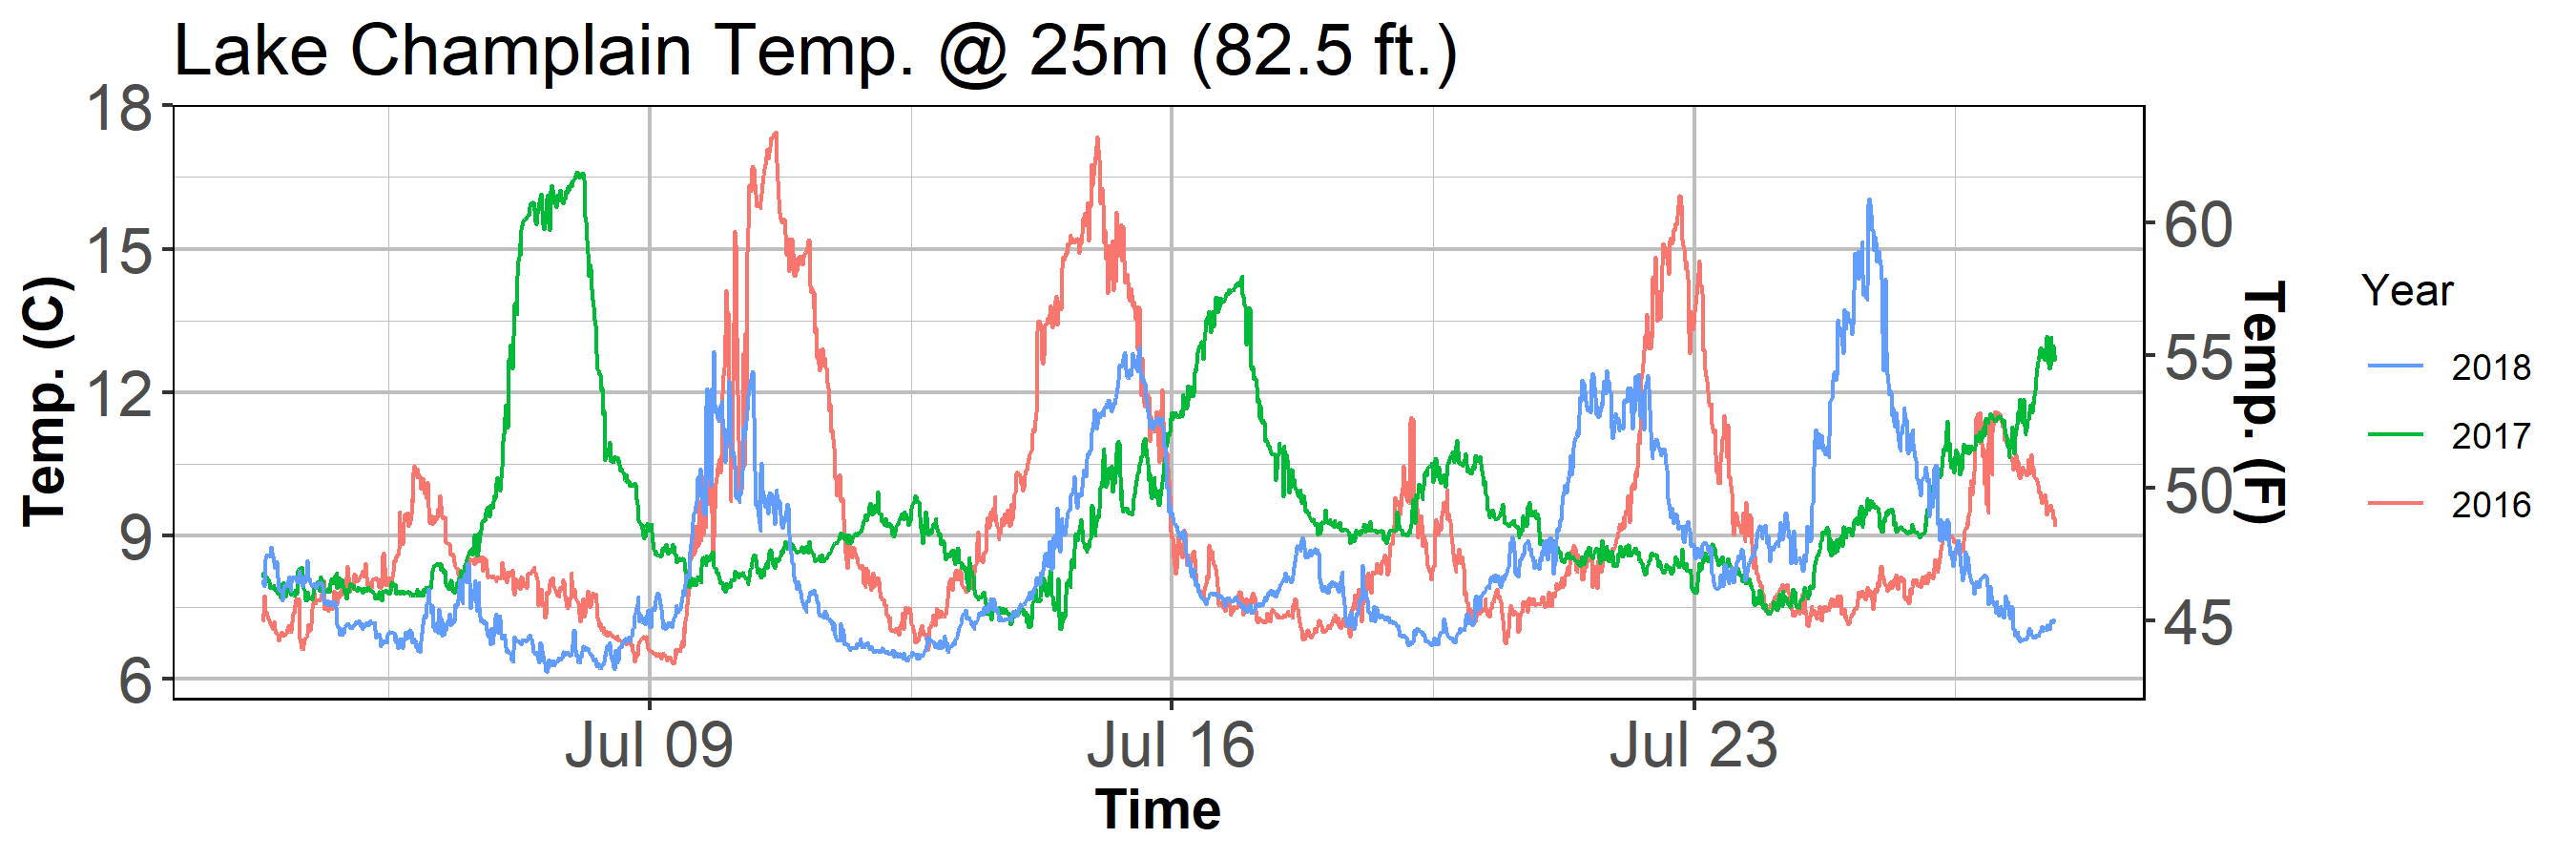 Lake Champlain Temp. @ 25m (82.5 ft.)
18
15
12
9
6
Temp. (C)
60
55
50
45
Temp. (F)
Jul 09
Jul 16
Jul 23
Time
Year
2018
2017
2016